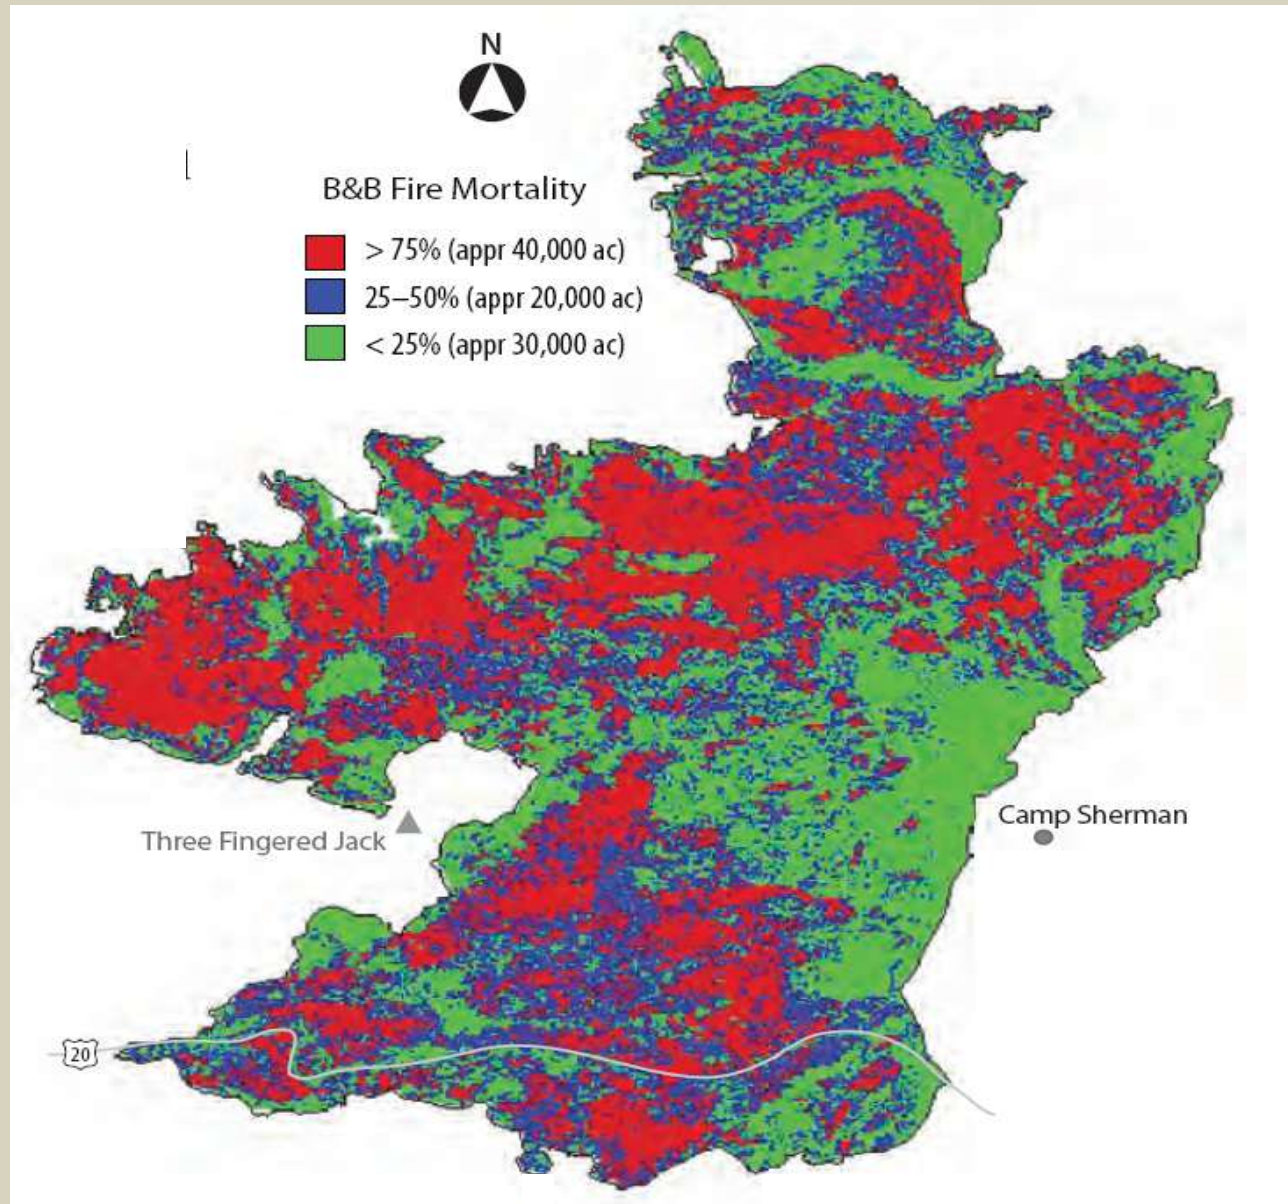 N
B&B Fire Mortality
> 75% (appr 40,000 ac)
25–50% (appr 20,000 ac)
< 25% (appr 30,000 ac)
Camp Sherman
Three Fingered Jack
20